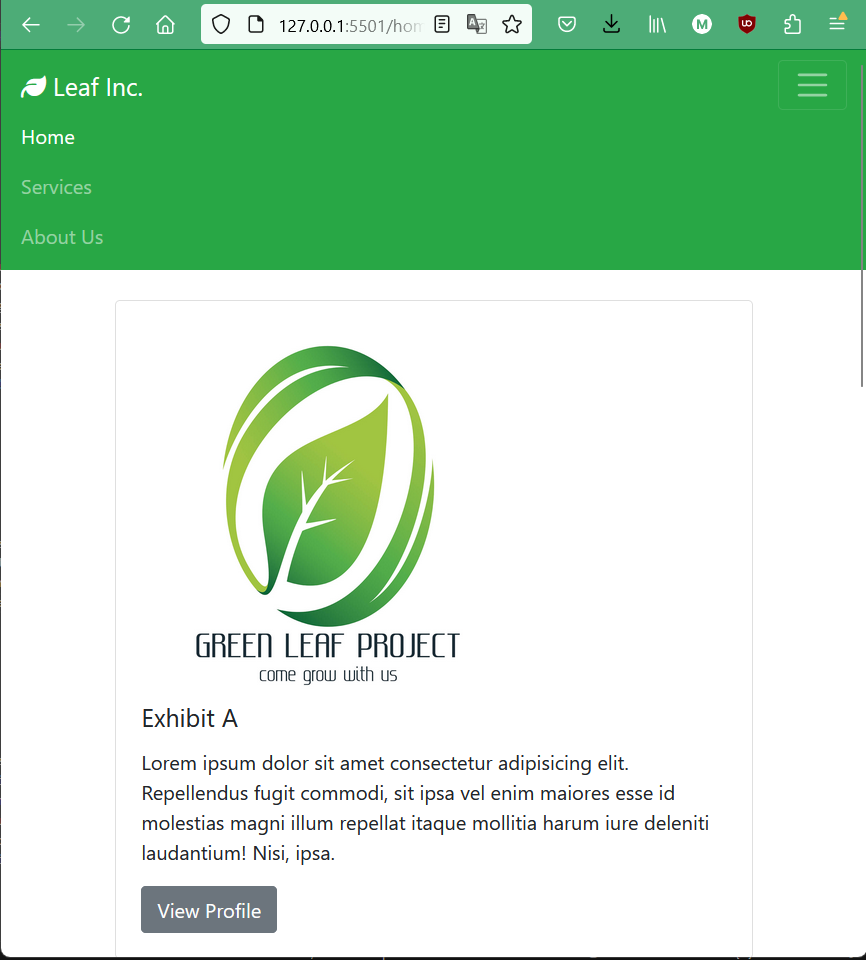 127.0.0.1:5501/hom
M
Leaf Inc.
Home
Services
About Us
GREEN LEAF PROJECT
come grow with us
Exhibit A
Lorem ipsum dolor sit amet consectetur adipisicing elit.
Repellendus fugit commodi, sit ipsa vel enim maiores esse id
molestias magni illum repellat itaque mollitia harum iure deleniti
laudantium! Nisi, ipsa.
View Profile